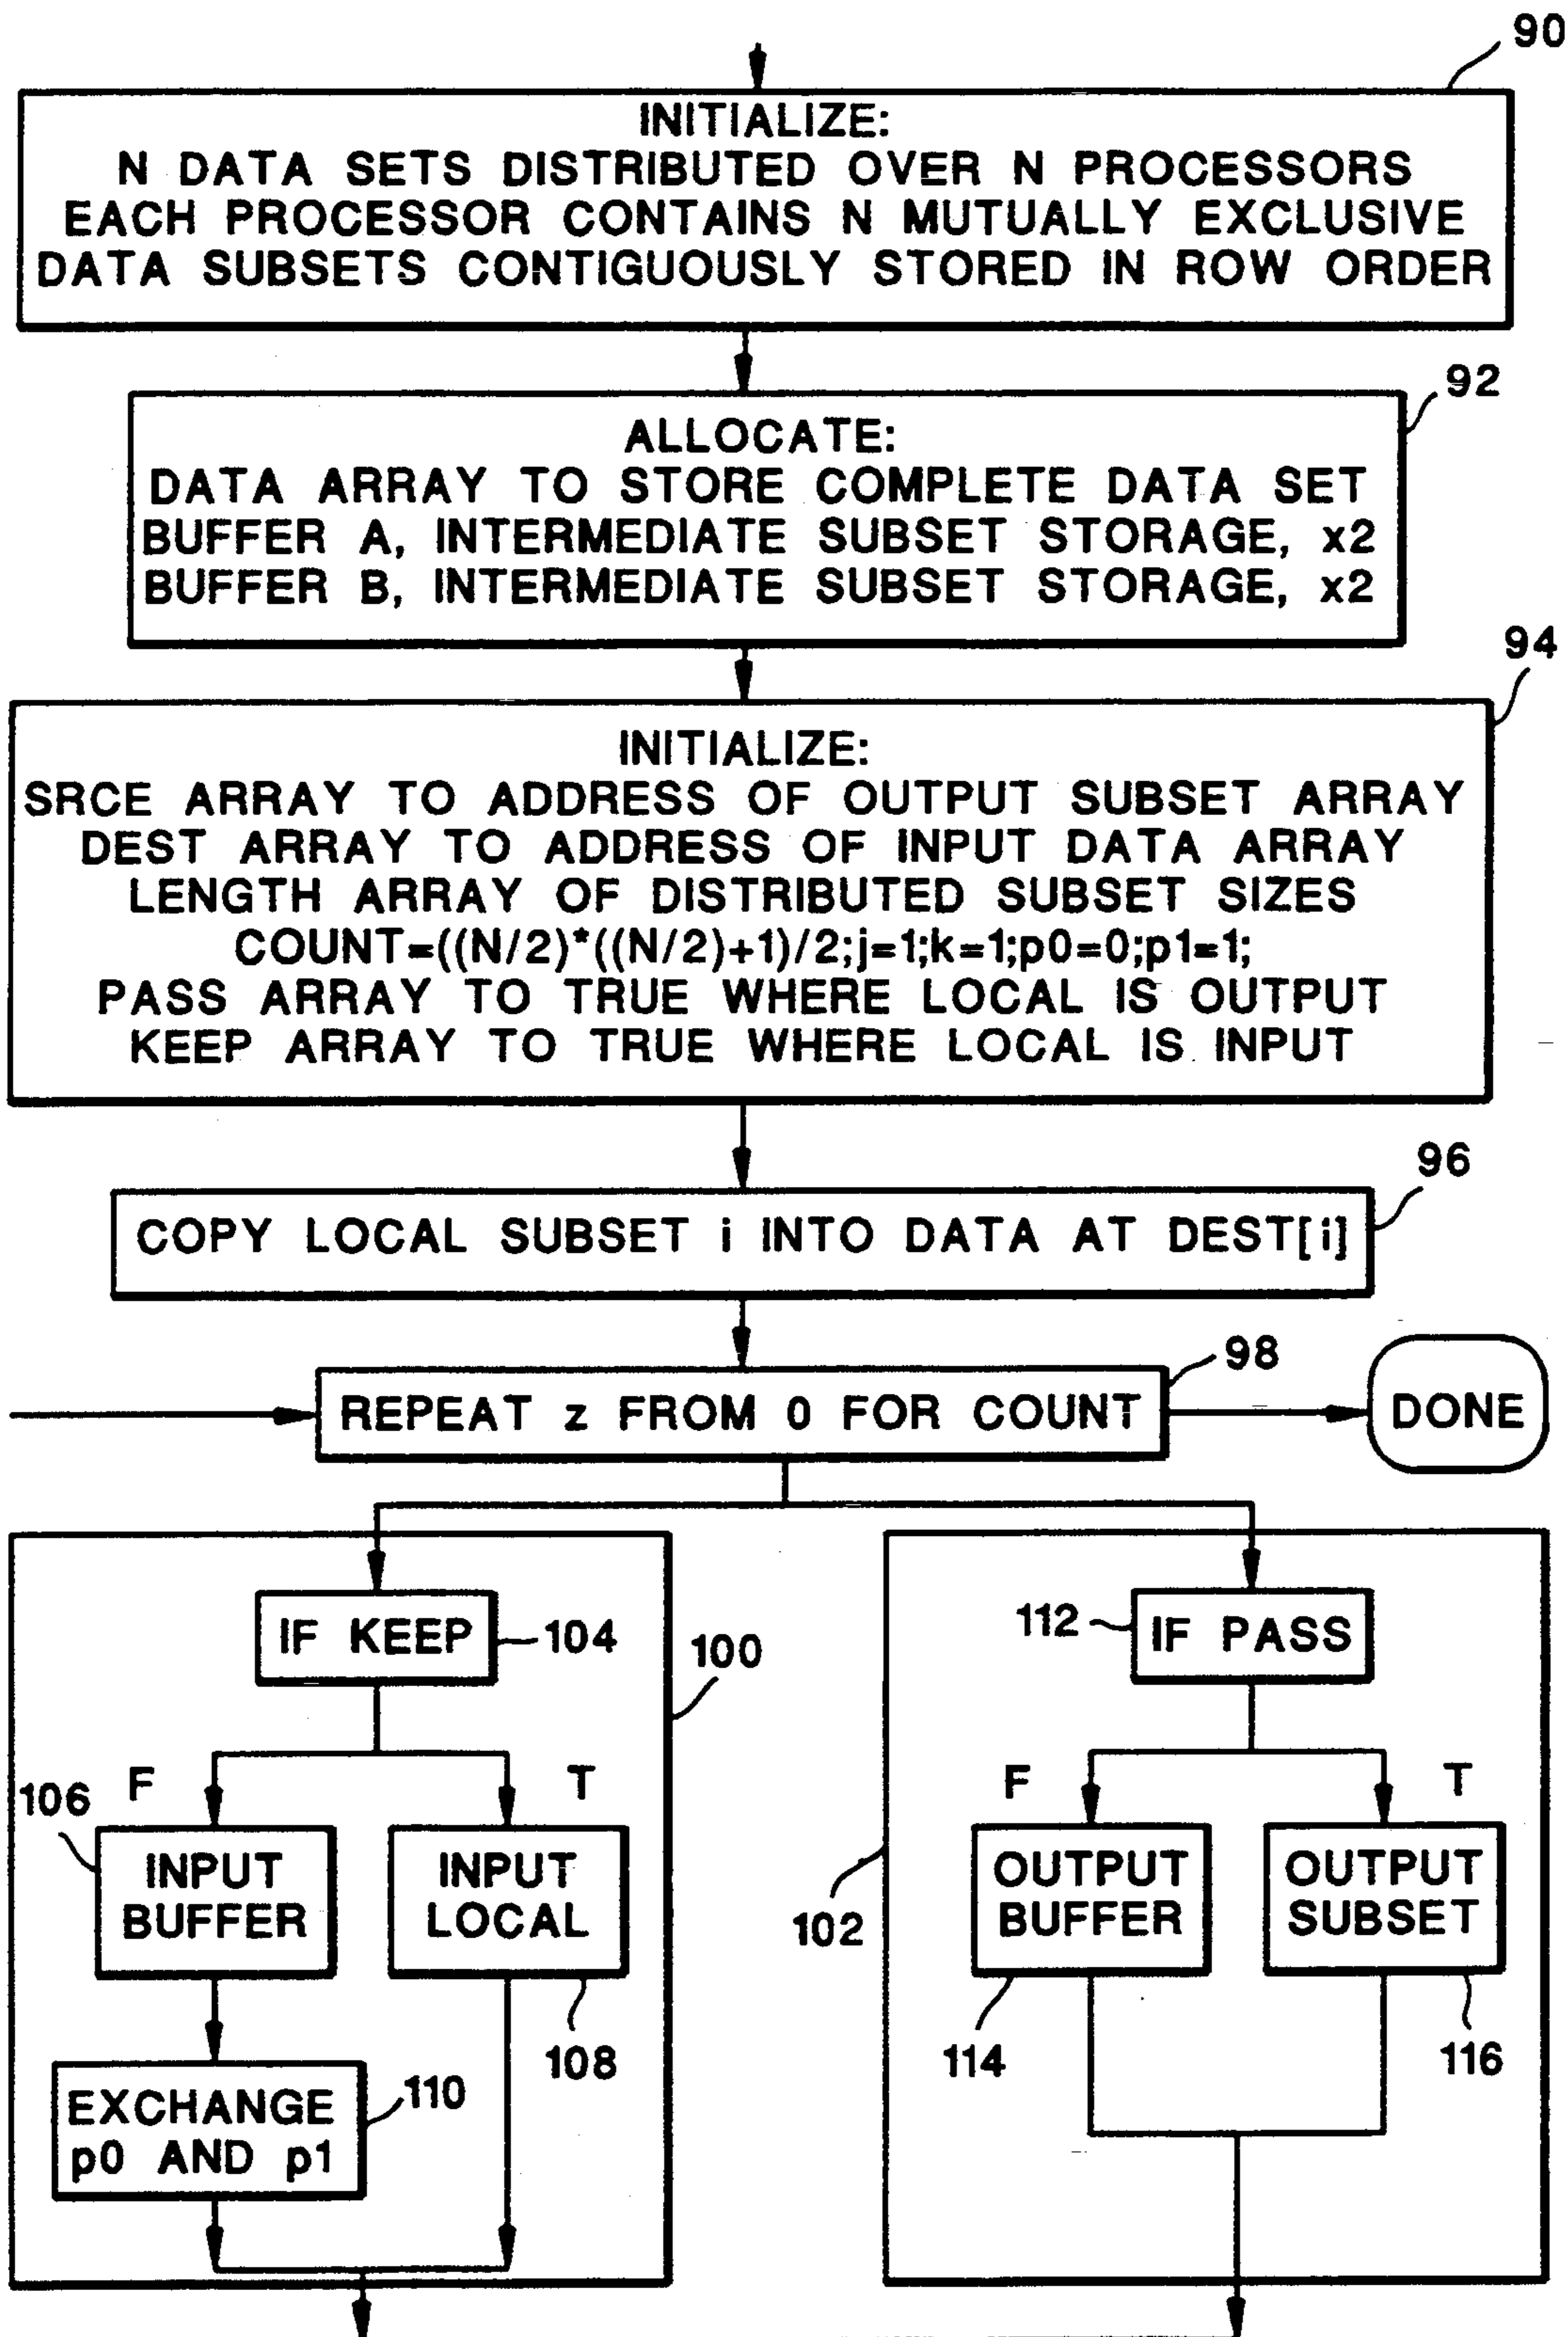 90
INITIALIZE:
N DATA SETS DISTRIBUTED OVER N PROCESSORS
EACH PROCESSOR CONTAINS N MUTUALLY EXCLUSIVE
DATA SUBSETS CONTIGUOUSLY STORED IN ROW ORDER
92
ALLOCATE:
DATA ARRAY TO STORE COMPLETE DATA SET
BUFFER A, INTERMEDIATE SUBSET STORAGE, x2
BUFFER B, INTERMEDIATE SUBSET STORAGE, x2
94
INITIALIZE:
SRCE ARRAY TO ADDRESS OF OUTPUT SUBSET ARRAY
DEST ARRAY TO ADDRESS OF INPUT DATA ARRAY
LENGTH ARRAY OF DISTRIBUTED SUBSET SIZES
COUNT=((N/2)*((N/2)+1)/2;j=1;k=1;p0=0;p1=1;
PASS ARRAY TO TRUE WHERE LOCAL IS OUTPUT
KEEP ARRAY TO TRUE WHERE LOCAL IS INPUT
96
COPY LOCAL SUBSET i INTO DATA AT DEST[i]
98
REPEAT z FROM 0 FOR COUNT
DONE
IF KEEP
104
100
F
T
106
INPUT
BUFFER
INPUT
LOCAL
108
EXCHANGE
p0 AND p1
110
112
IF PASS
F
T
102
OUTPUT
BUFFER
OUTPUT
SUBSET
114
116